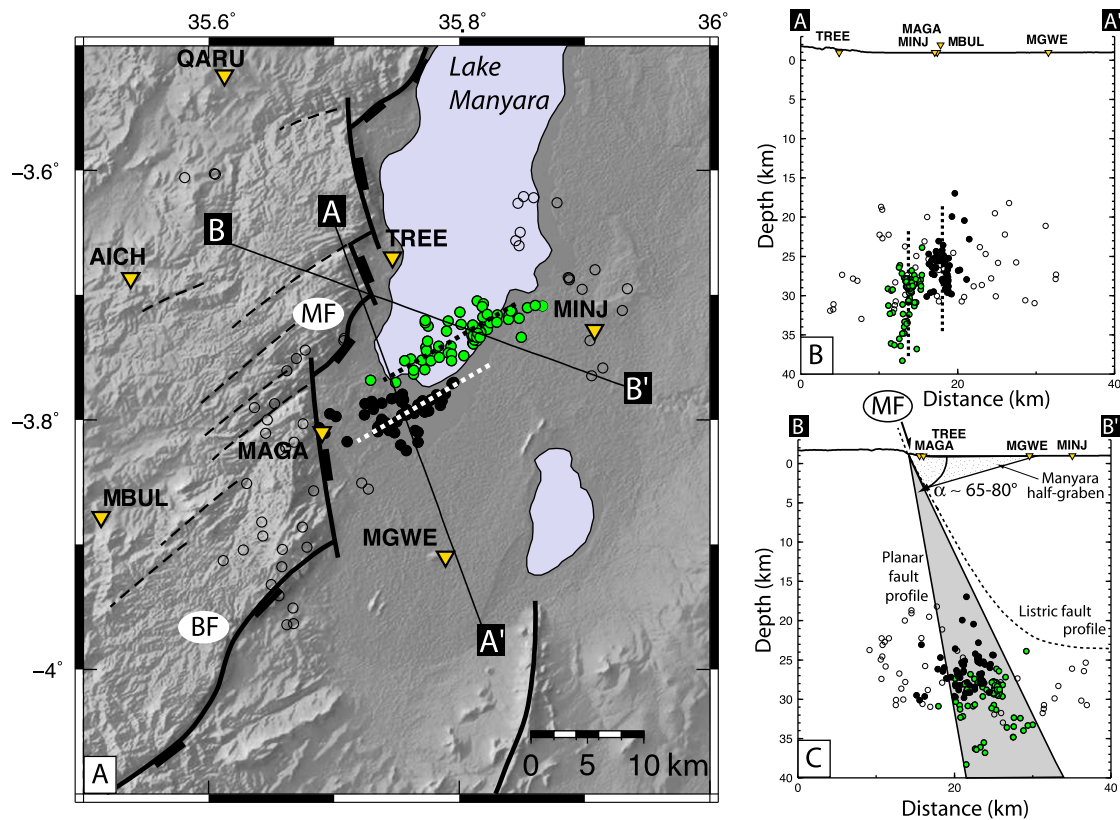 35.6°
35.8°
36°
−3.6°
−3.8°
−4°
QARU
Lake
Manyara
A
B
TREE
AICH
MF
MINJ
B'
MAGA
MBUL
MGWE
BF
A'
0 5 10 km
A
A
A'
TREE
MAGA
MINJ
MBUL
MGWE
0
5
10
15
20
25
30
35
40
Depth (km)
B
0 20 40
Distance (km)
MF
B
B'
TREE
MAGA
MGWE
MINJ
α ~ 65-80°
Manyara
half-graben
Planar
fault
profile
Listric fault
profile
0
5
10
15
20
25
30
35
40
Depth (km)
C
0 20 40
Distance (km)